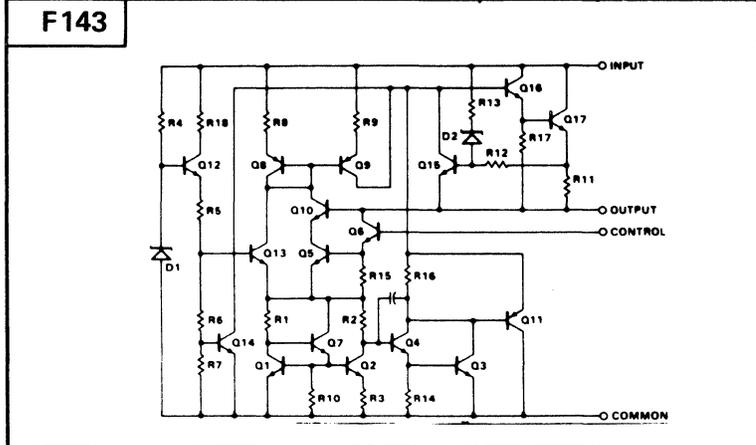 F143
INPUT
Q16
R13
R4
R18
R8
R9
Q17
D2
R17
Q12
Q8
Q9
Q15
R12
R11
R5
Q10
OUTPUT
Q6
CONTROL
Q13
Q5
D1
R15
R16
R6
R1
R2
Q11
Q14
Q7
Q4
R7
Q1
Q2
Q3
R10
R3
R14
COMMON